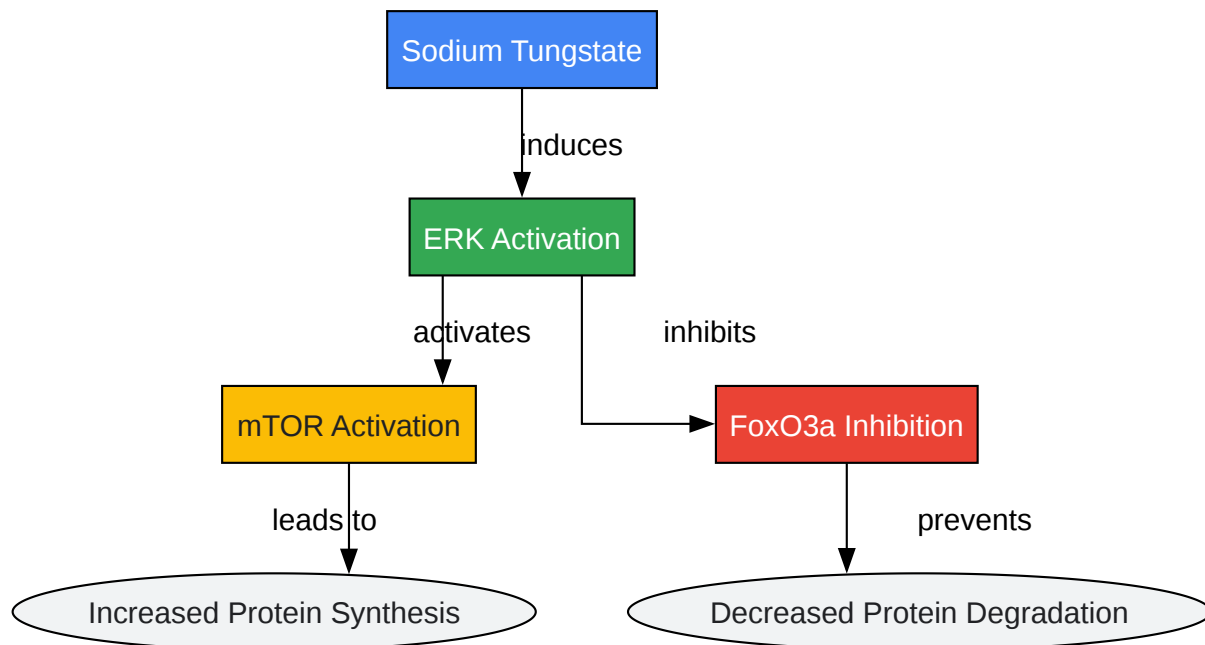 Sodium Tungstate
induces
ERK Activation
activates
inhibits
mTOR Activation
FoxO3a Inhibition
leads to
prevents
Increased Protein Synthesis
Decreased Protein Degradation